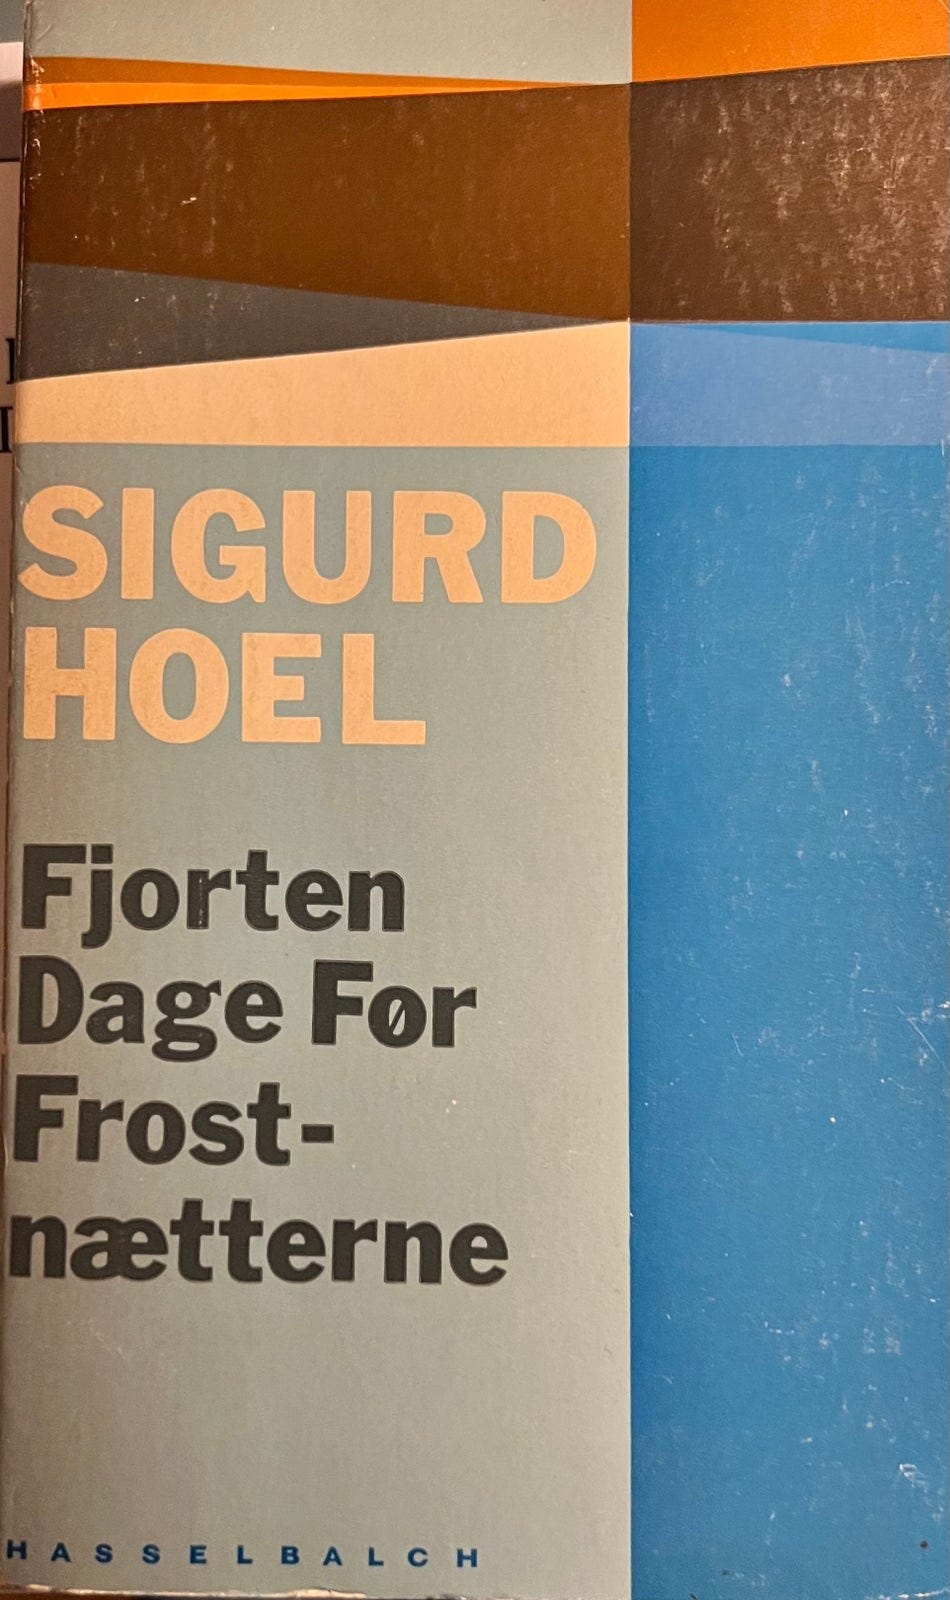 SIGURD
HOEL
Fjorten
Dage Før
Frost-
nætterne
HASSELBALCH